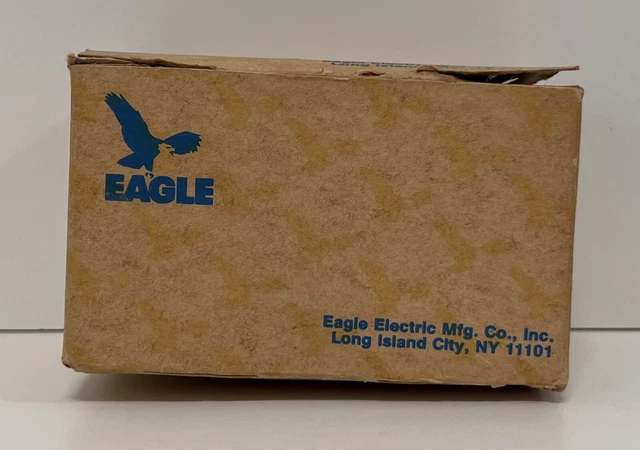 EAGLE
Eagle Electric Mfg. Co., Inc.
Long Island City, NY 11101